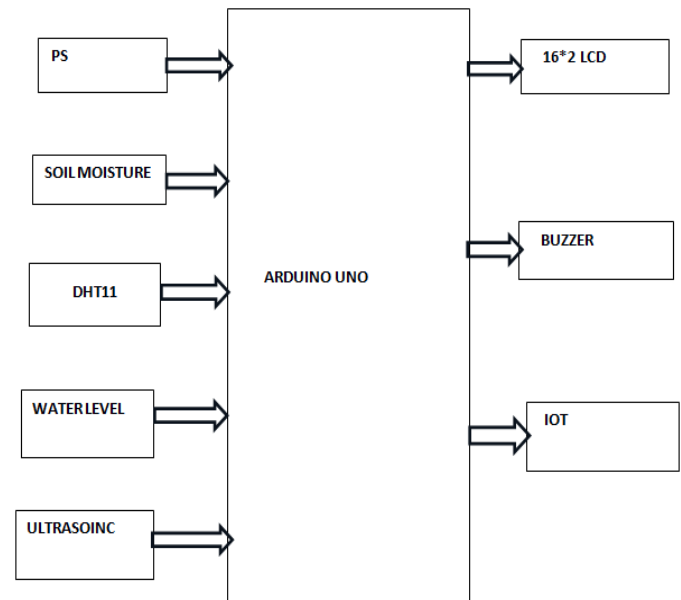 PS
16*2 LCD
SOIL MOISTURE
BUZZER
ARDUINO UNO
DHT11
WATER LEVEL
IOT
ULTRASOINC